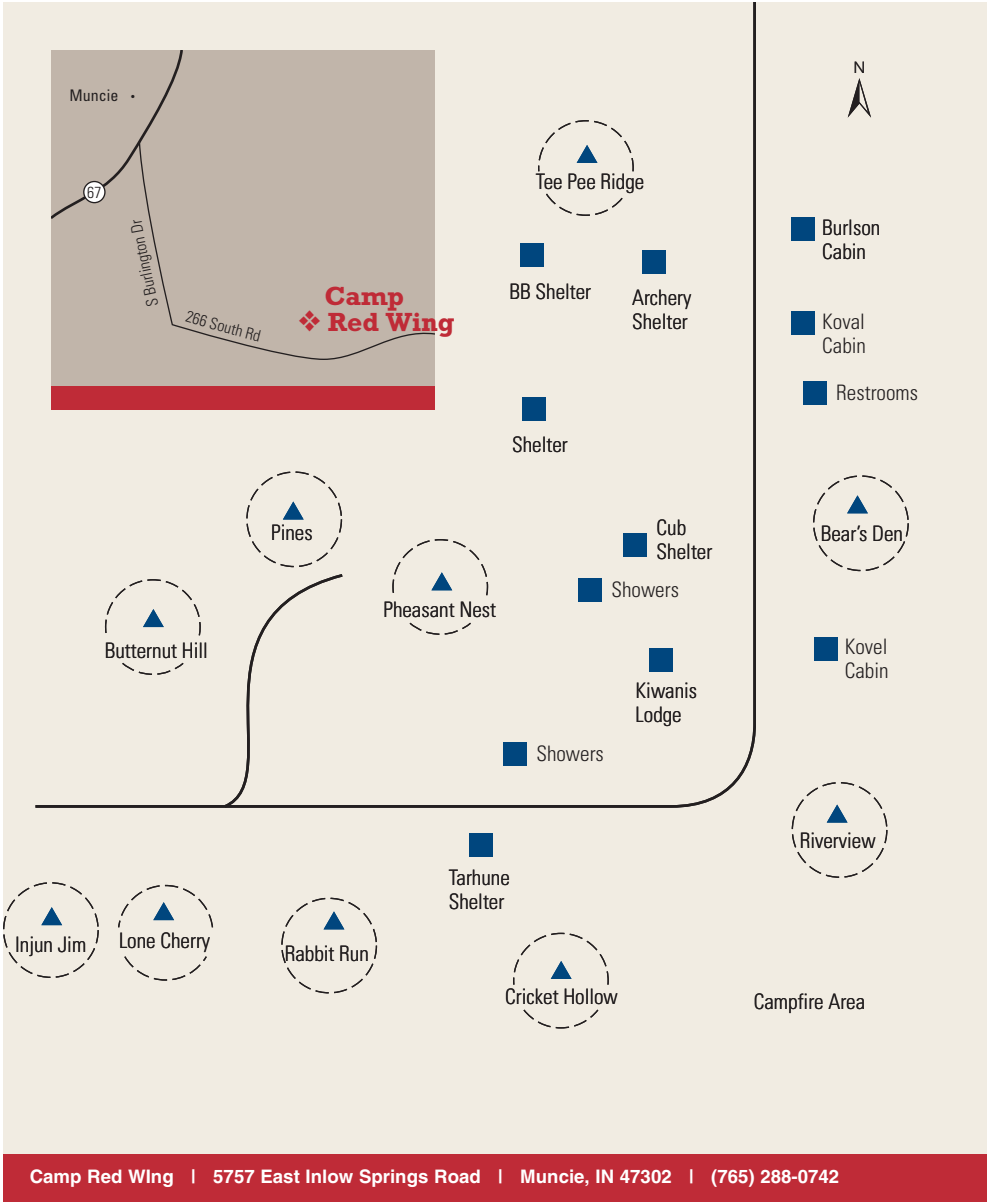 N
Muncie
67
S Burlington Dr
266 South Rd
Camp
Red Wing
Tee Pee Ridge
Burlson
Cabin
BB Shelter
Archery
Shelter
Koval
Cabin
Restrooms
Shelter
Pines
Bear's Den
Cub
Shelter
Showers
Pheasant Nest
Butternut Hill
Kovel
Cabin
Kiwanis
Lodge
Showers
Riverview
Tarhune
Shelter
Injun Jim
Lone Cherry
Rabbit Run
Cricket Hollow
Campfire Area
Camp Red WIng | 5757 East Inlow Springs Road | Muncie, IN 47302 | (765) 288-0742